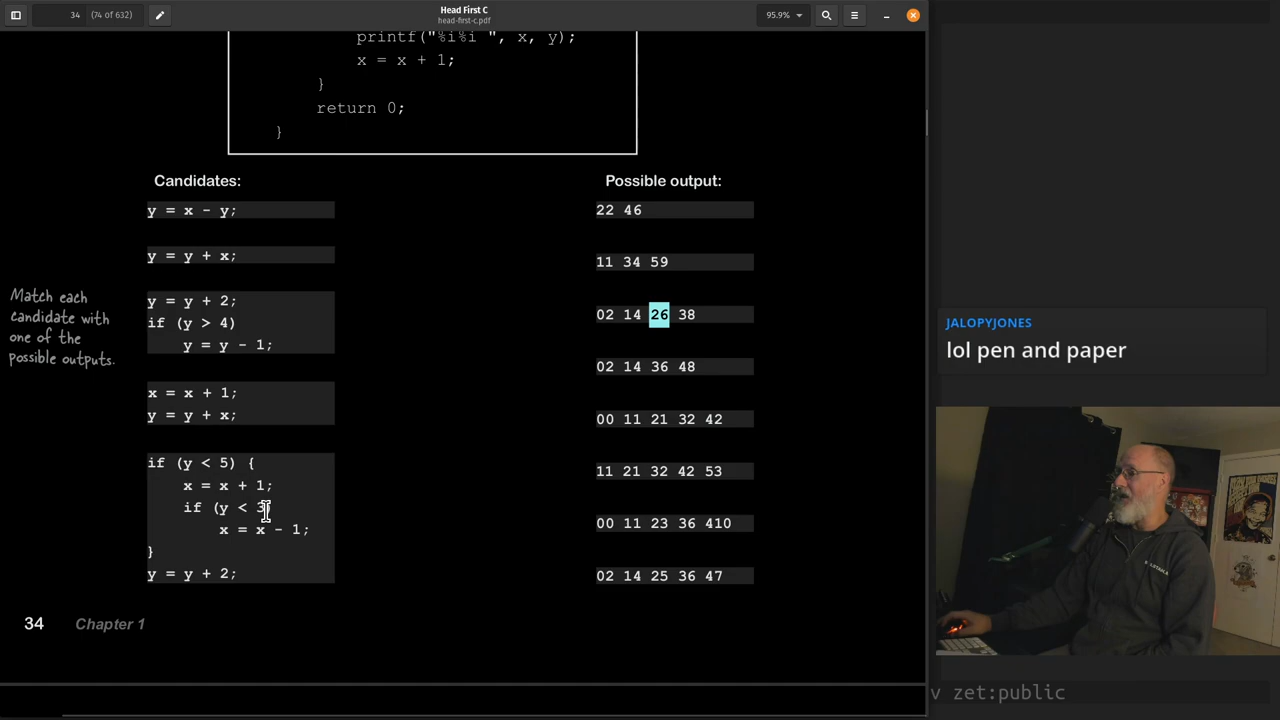 34
(74 of 632)
Head First C
head-first-c.pdf
95.9%
printf("%i%i ", x, y);
x = x + 1;
}
return 0;
}
Candidates:
Possible output:
y = x - y;
y = y + x;
y = y + 2;
if (y > 4)
y = y - 1;
x = x + 1;
y = y + x;
if (y < 5) {
x = x + 1;
if (y < 3)
x = x - 1;
}
y = y + 2;
Match each
candidate with
one of the
possible outputs.
22 46
11 34 59
02 14 26 38
02 14 36 48
00 11 21 32 42
11 21 32 42 53
00 11 23 36 410
02 14 25 36 47
34 Chapter 1
JALOPYJONES
lol pen and paper
v zet:public